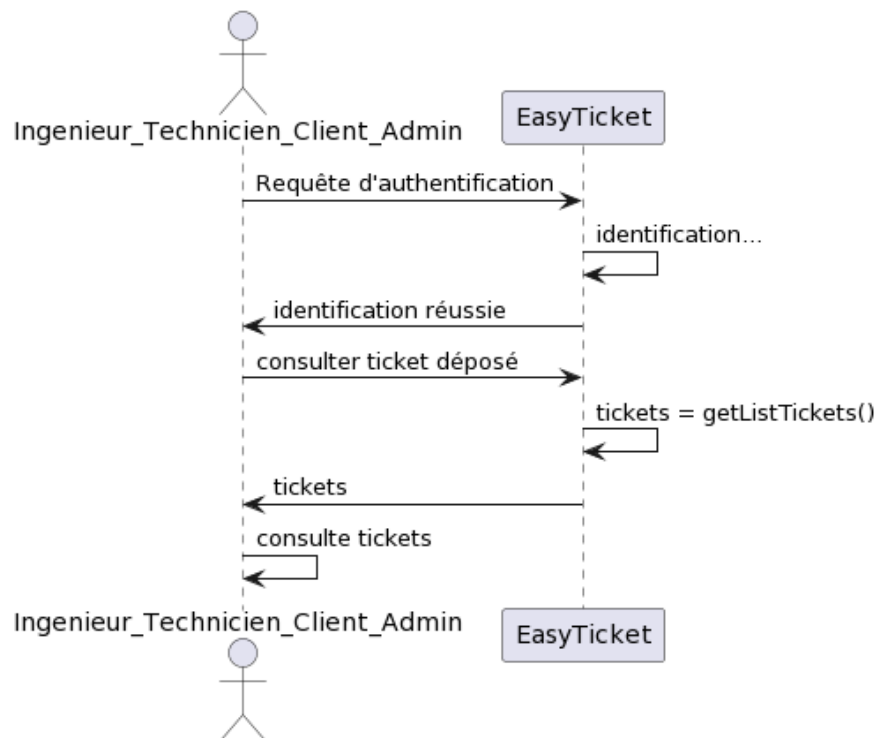 Ingenieur_Technicien_Client_Admin
EasyTicket
Requête d'authentification
identification...
identification réussie
consulter ticket déposé
tickets = getListTickets()
tickets
consulte tickets
Ingenieur_Technicien_Client_Admin
EasyTicket